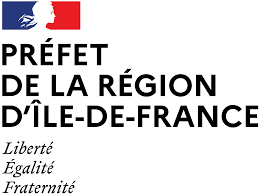 PRÉFET
DE LA RÉGION
D'ÎLE-DE-FRANCE
Liberté
Égalité
Fraternité